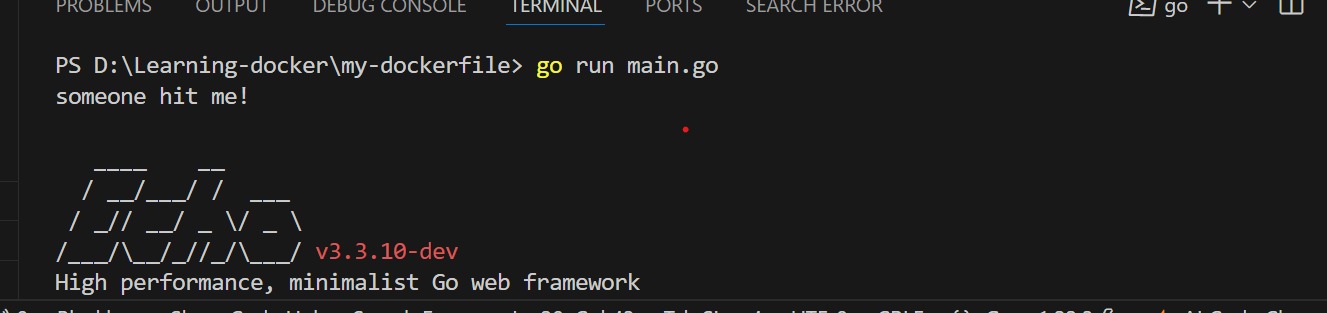 PROBLEMS OUTPUT DEBUG CONSOLE TERMINAL PORTS SEARCH ERROR go
PS D:\Learning-docker\my-dockerfile> go run main.go
someone hit me!
   ____    __
  / __/___/ /  ___
 / _// __/ _ \/ _ \
/___/\__/_//_/\___/ v3.3.10-dev
High performance, minimalist Go web framework